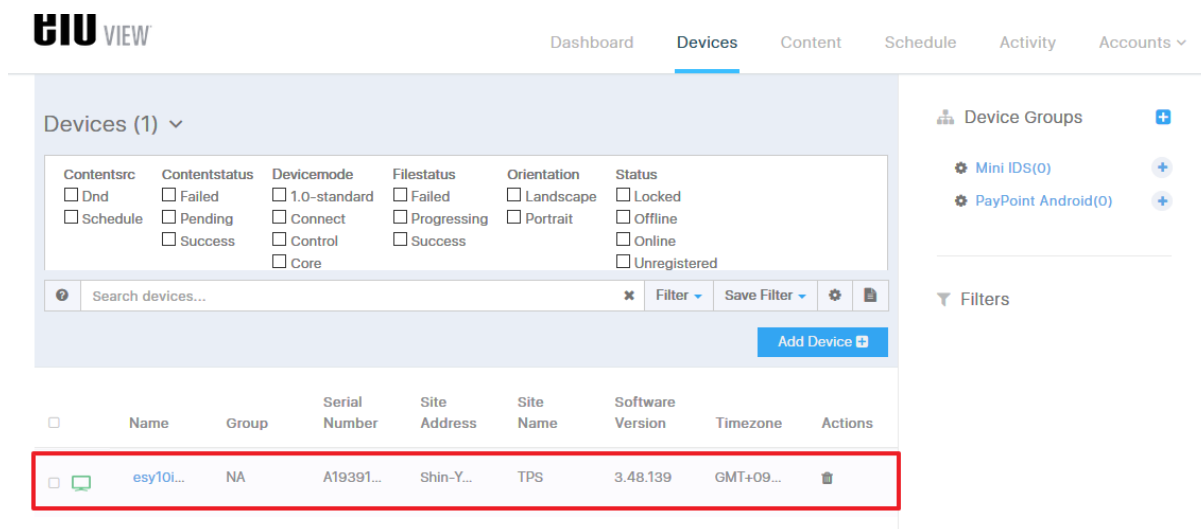 elo VIEW
Dashboard Devices Content Schedule Activity Accounts
Devices (1)
Contentsrc Contentstatus Devicemode Filestatus Orientation Status
Dnd Failed 1.0-standard Failed Landscape Locked
Schedule Pending Connect Progressing Portrait Offline
Success Control Success Online
Core Unregistered
Search devices... Filter Save Filter
Add Device
Name Group Serial Number Site Address Site Name Software Version Timezone Actions
esy10i... NA A19391... Shin-Y... TPS 3.48.139 GMT+09...
Device Groups
Mini IDS(0)
PayPoint Android(0)
Filters